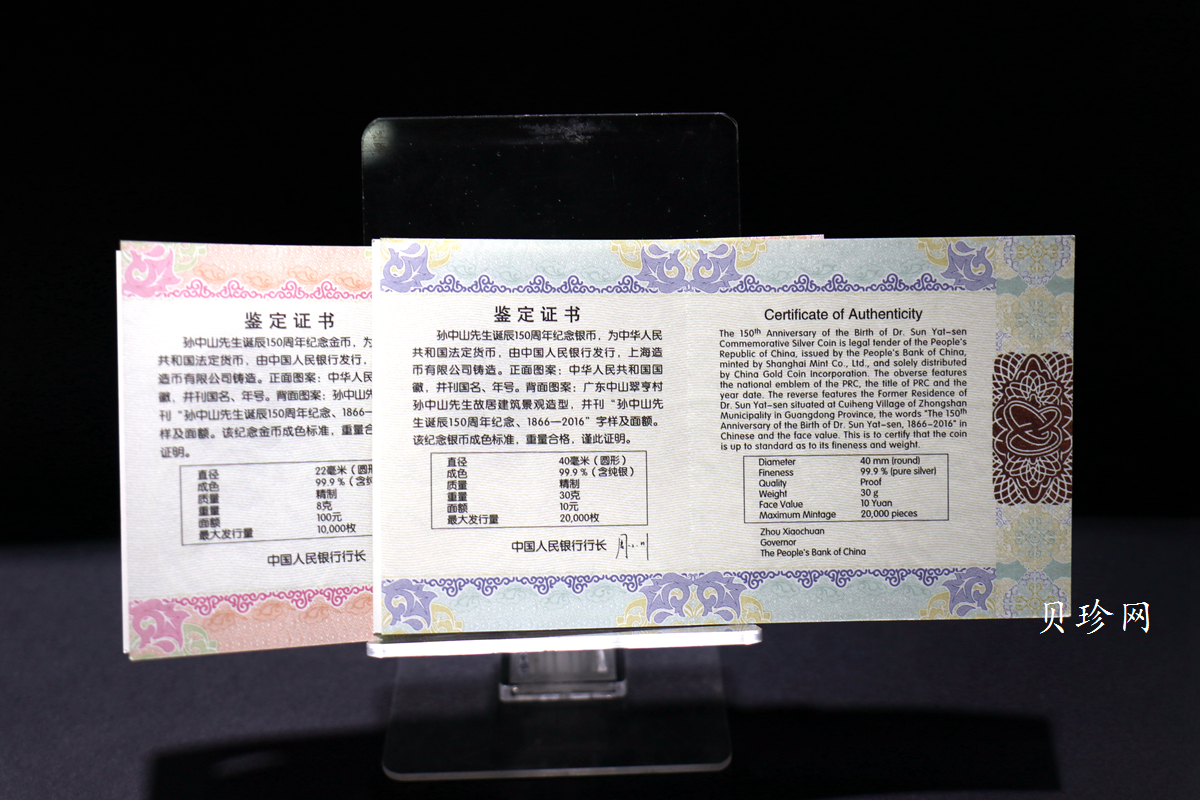 鉴定证书
孙中山先生诞辰150周年纪念金币，为
共和国法定货币，由中国人民银行发行，
造币有限公司铸造。正面图案：中华人民
徽，并刊国名、年号。背面图案：孙中山
刊“孙中山先生诞辰150周年纪念、1866—
样及面额。该纪念金币成色标准，重量合
证明。
直径 22毫米（圆形
成色 99.9％（含纯
质量 精制
重量 8克
面额 100元
最大发行量 10,000枚
中国人民银行行长
鉴定证书
孙中山先生诞辰150周年纪念银币，为中华人民
共和国法定货币，由中国人民银行发行，上海造
币有限公司铸造。正面图案：中华人民共和国国
徽，并刊国名、年号。背面图案：广东中山翠亨村
孙中山先生故居建筑景观造型，并刊“孙中山先
生诞辰150周年纪念、1866—2016”字样及面额。
该纪念银币成色标准，重量合格，谨此证明。
直径 40毫米（圆形）
成色 99.9％（含纯银）
质量 精制
重量 30克
面额 10元
最大发行量 20,000枚
中国人民银行行长
Certificate of Authenticity
The 150th Anniversary of the Birth of Dr. Sun Yat-sen
Commemorative Silver Coin is legal tender of the People's
Republic of China, issued by the People's Bank of China,
minted by Shanghai Mint Co., Ltd., and solely distributed
by China Gold Coin Incorporation. The obverse features
the national emblem of the PRC, the title of PRC and the
year date. The reverse features the Former Residence of
Dr. Sun Yat-sen situated at Cuiheng Village of Zhongshan
Municipality in Guangdong Province, the words "The 150th
Anniversary of the Birth of Dr. Sun Yat-sen, 1866-2016" in
Chinese and the face value. This is to certify that the coin
is up to standard as to its fineness and weight.
Diameter 40 mm (round)
Fineness 99.9 % (pure silver)
Quality Proof
Weight 30 g
Face Value 10 Yuan
Maximum Mintage 20,000 pieces
Zhou Xiaochuan
Governor
The People's Bank of China
贝珍网